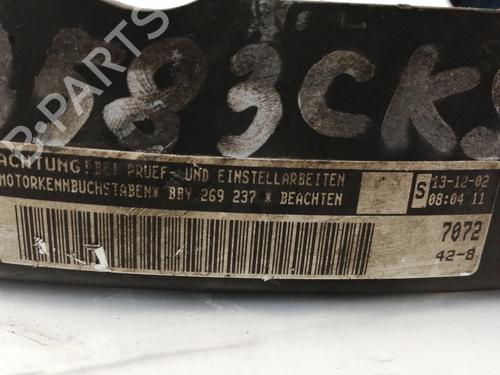 83CK
ACHTUNG! BEI PRUEF- UND EINSTELLARBEITEN
MOTORKENNBUCHSTABEN* BBY 269 237 * BEACHTEN
S 13-12-02
08:04 11
7072
42-8